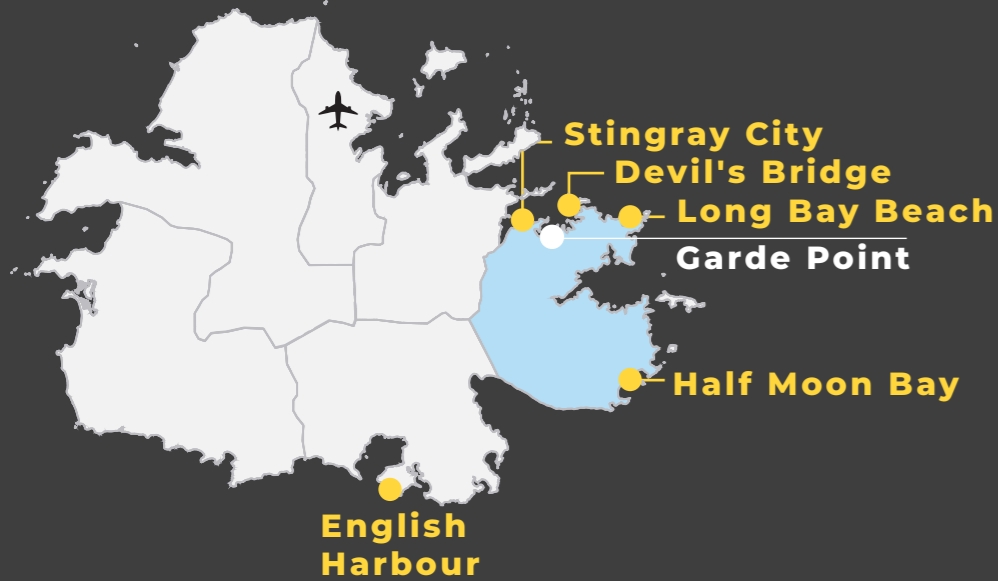 Stingray City
Devil's Bridge
Long Bay Beach
Garde Point
Half Moon Bay
English
Harbour